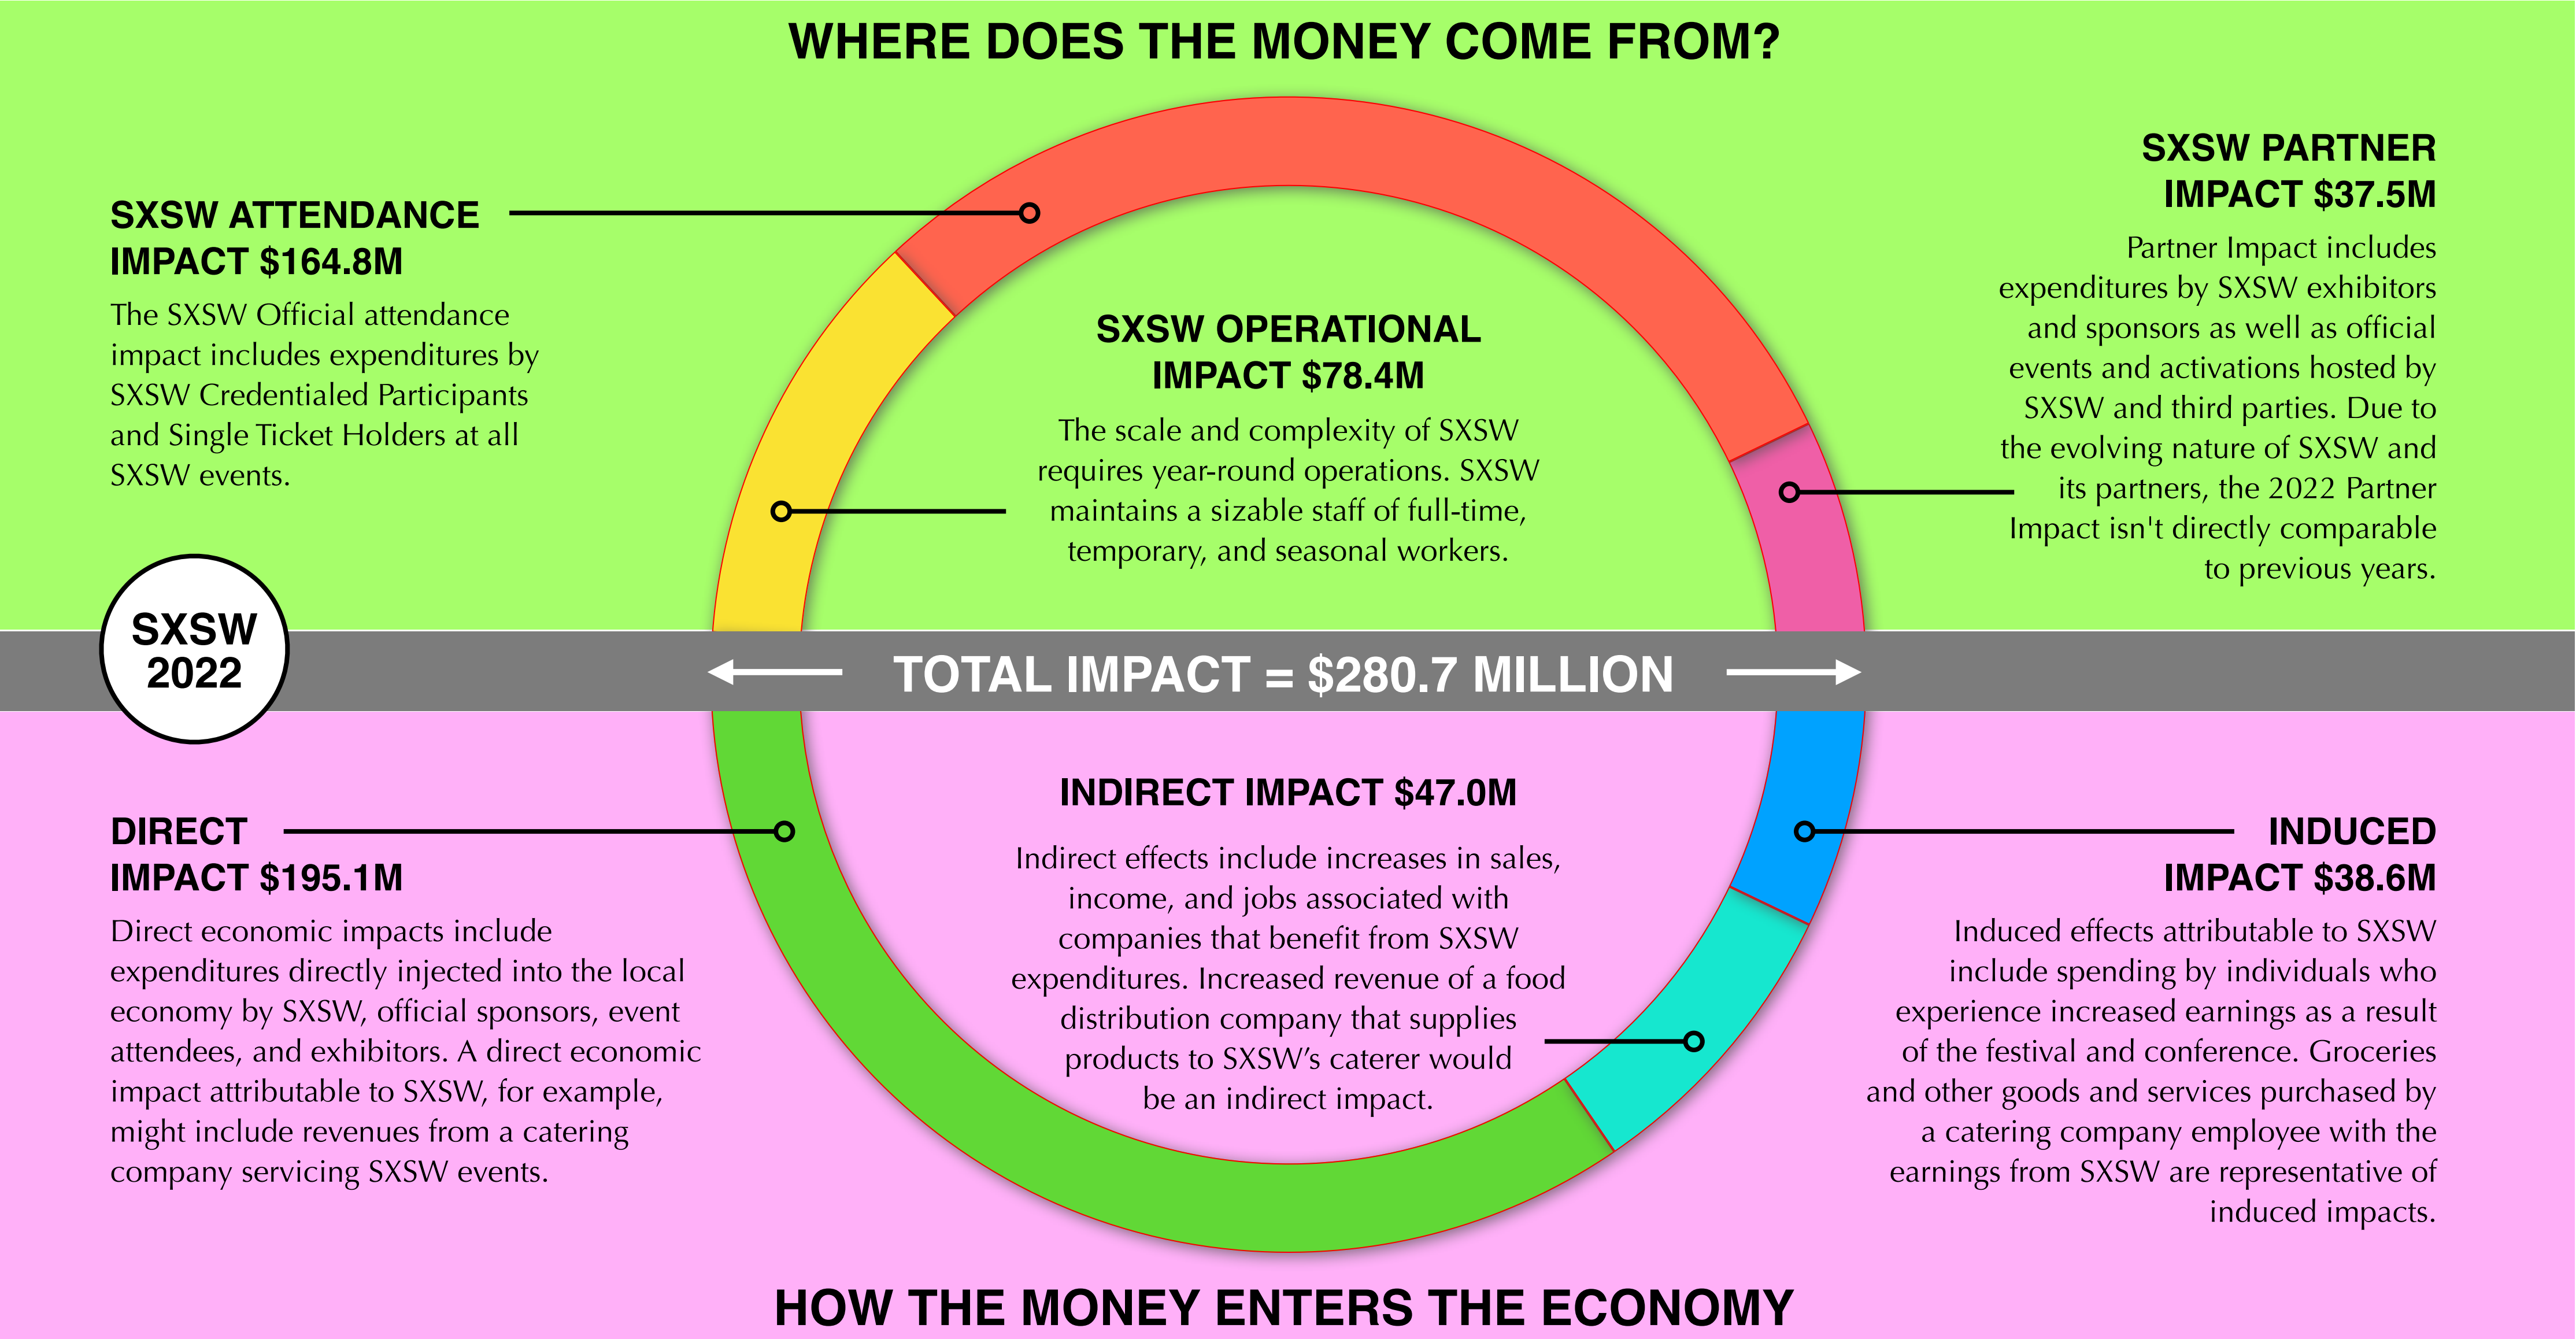 WHERE DOES THE MONEY COME FROM?
SXSW ATTENDANCE
IMPACT $164.8M
The SXSW Official attendance
impact includes expenditures by
SXSW Credentialed Participants
and Single Ticket Holders at all
SXSW events.
SXSW OPERATIONAL
IMPACT $78.4M
The scale and complexity of SXSW
requires year-round operations. SXSW
maintains a sizable staff of full-time,
temporary, and seasonal workers.
SXSW PARTNER
IMPACT $37.5M
Partner Impact includes
expenditures by SXSW exhibitors
and sponsors as well as official
events and activations hosted by
SXSW and third parties. Due to
the evolving nature of SXSW and
its partners, the 2022 Partner
Impact isn't directly comparable
to previous years.
SXSW
2022
TOTAL IMPACT = $280.7 MILLION
DIRECT
IMPACT $195.1M
Direct economic impacts include
expenditures directly injected into the local
economy by SXSW, official sponsors, event
attendees, and exhibitors. A direct economic
impact attributable to SXSW, for example,
might include revenues from a catering
company servicing SXSW events.
INDIRECT IMPACT $47.0M
Indirect effects include increases in sales,
income, and jobs associated with
companies that benefit from SXSW
expenditures. Increased revenue of a food
distribution company that supplies
products to SXSW’s caterer would
be an indirect impact.
INDUCED
IMPACT $38.6M
Induced effects attributable to SXSW
include spending by individuals who
experience increased earnings as a result
of the festival and conference. Groceries
and other goods and services purchased by
a catering company employee with the
earnings from SXSW are representative of
induced impacts.
HOW THE MONEY ENTERS THE ECONOMY